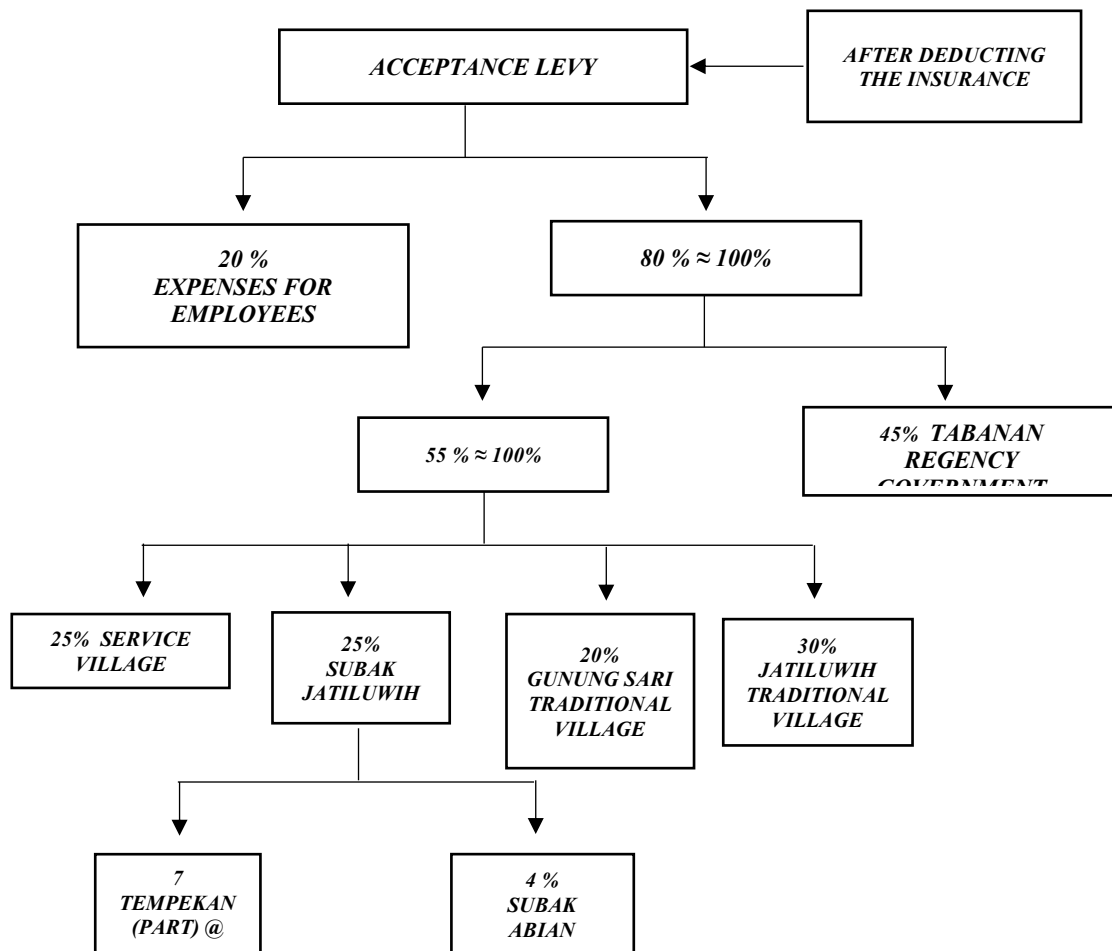 ACCEPTANCE LEVY
AFTER DEDUCTING
THE INSURANCE
20 %
EXPENSES FOR
EMPLOYEES
80 % ≈ 100%
55 % ≈ 100%
45% TABANAN
REGENCY
GOVERNMENT
25% SERVICE
VILLAGE
25%
SUBAK
JATILUWIH
20%
GUNUNG SARI
TRADITIONAL
VILLAGE
30%
JATILUWIH
TRADITIONAL
VILLAGE
7
TEMPEKAN
(PART) @
4 %
SUBAK
ABIAN